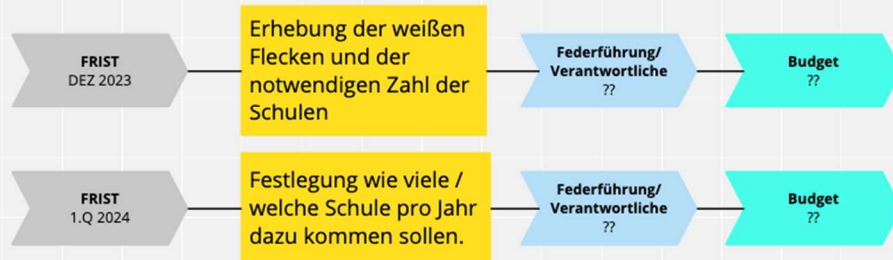 FRIST
DEZ 2023
Erhebung der weißen
Flecken und der
notwendigen Zahl der
Schulen
Federführung/
Verantwortliche
??
Budget
??
FRIST
1.Q 2024
Festlegung wie viele /
welche Schule pro Jahr
dazu kommen sollen.
Federführung/
Verantwortliche
??
Budget
??